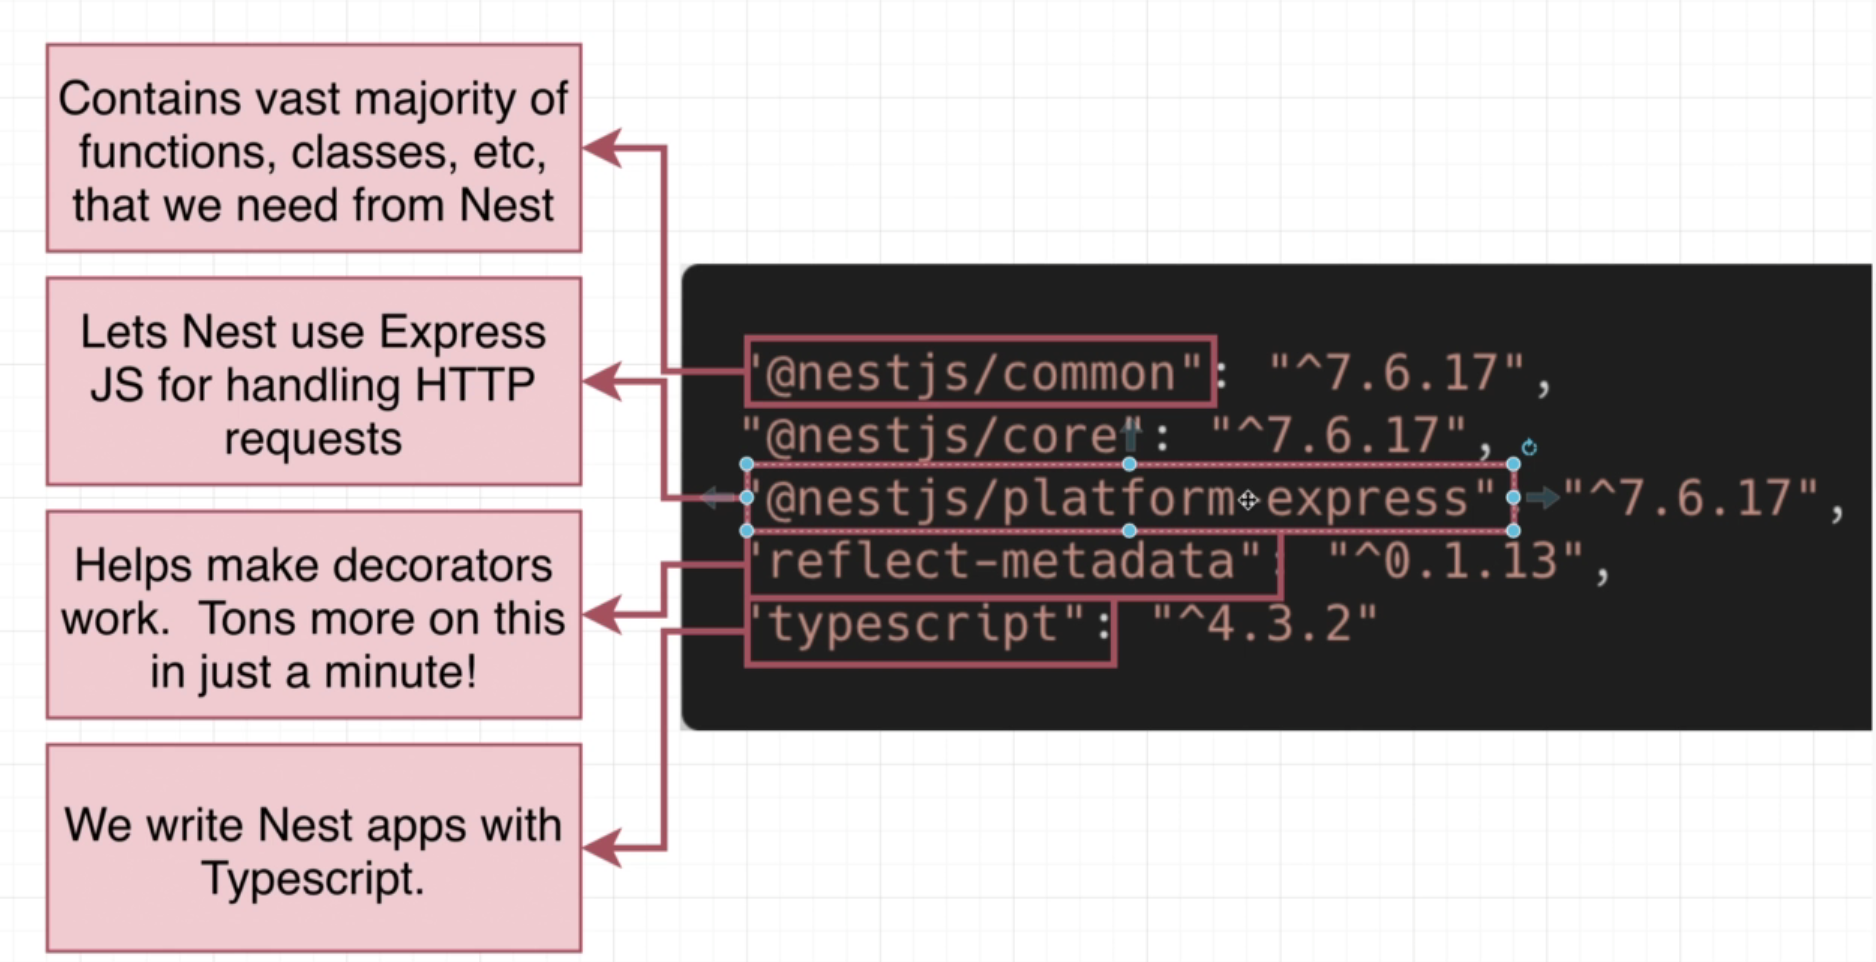 Contains vast majority of
functions, classes, etc,
that we need from Nest
Lets Nest use Express
JS for handling HTTP
requests
Helps make decorators
work.  Tons more on this
in just a minute!
We write Nest apps with
Typescript.
"@nestjs/common": "^7.6.17",
"@nestjs/core": "^7.6.17",
"@nestjs/platform-express" "^7.6.17",
"reflect-metadata": "^0.1.13",
"typescript": "^4.3.2"